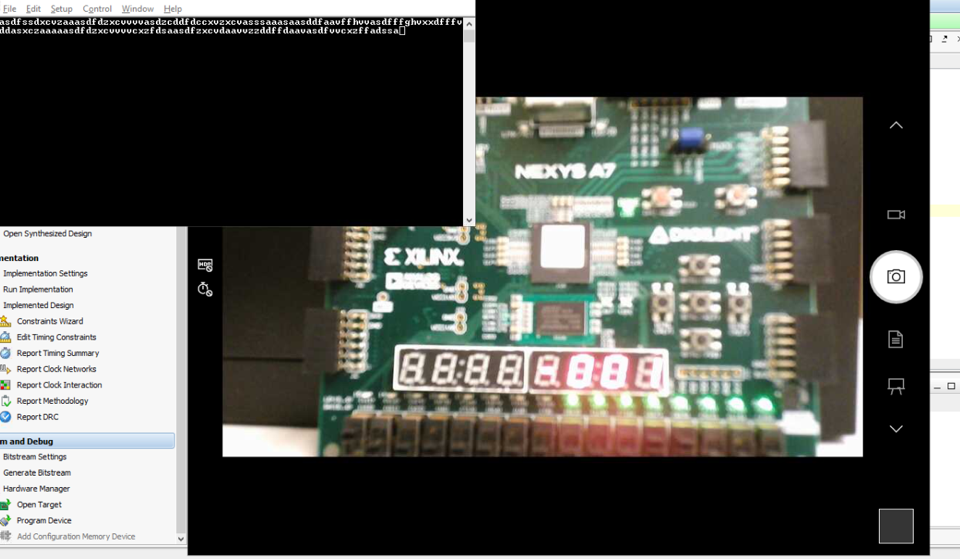 File Edit Setup Control Window Help
asdfssdxcvzaaasdfdzxcvvvvasdzcddfdccxvzxcvasssaaasaasddfaavffhvvasdfffghvxxdfffv
ddasxczaaaaasdfdzxcvvvvcxzfdsaasdfzxcvdaavvzzddffdaavasdfvvcxzffadssa
Open Synthesized Design
mentation
Implementation Settings
Run Implementation
Implemented Design
Constraints Wizard
Edit Timing Constraints
Report Timing Summary
Report Clock Networks
Report Clock Interaction
Report Methodology
Report DRC
m and Debug
Bitstream Settings
Generate Bitstream
Hardware Manager
Open Target
Program Device
Add Configuration Memory Device
HDR
NEXYS A7
DIGILENT
XILINX